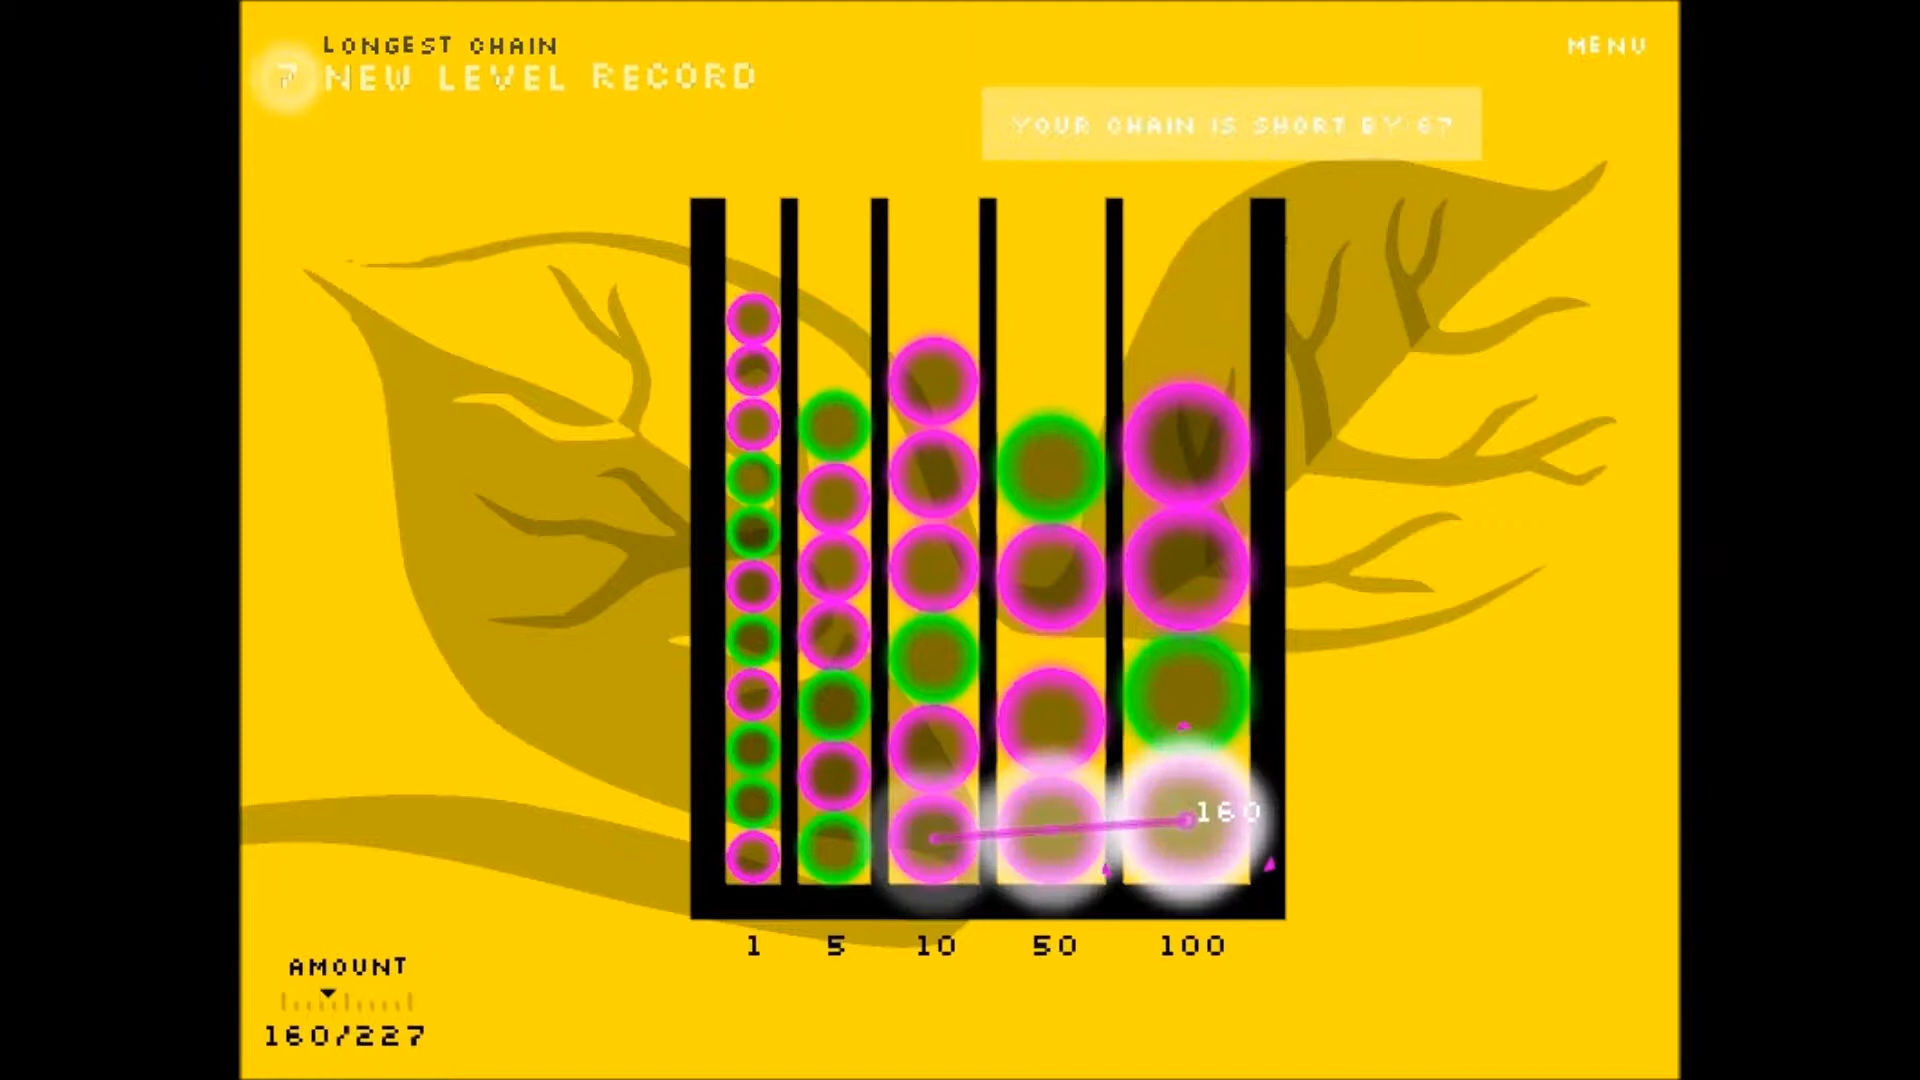 LONGEST CHAIN
7 NEW LEVEL RECORD
MENU
YOUR CHAIN IS SHORT BY 67
160
1 5 10 50 100
AMOUNT
160/227